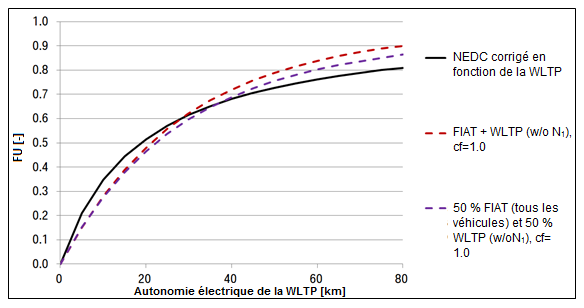 1.0
0.9
0.8
0.7
0.6
0.5
0.4
0.3
0.2
0.1
0.0
FU [-]
0
20
40
60
80
Autonomie électrique de la WLTP [km]
NEDC corrigé en
fonction de la WLTP
FIAT + WLTP (w/o N₁),
cf=1.0
50 % FIAT (tous les
véhicules) et 50 %
WLTP (w/oN₁), cf=
1.0